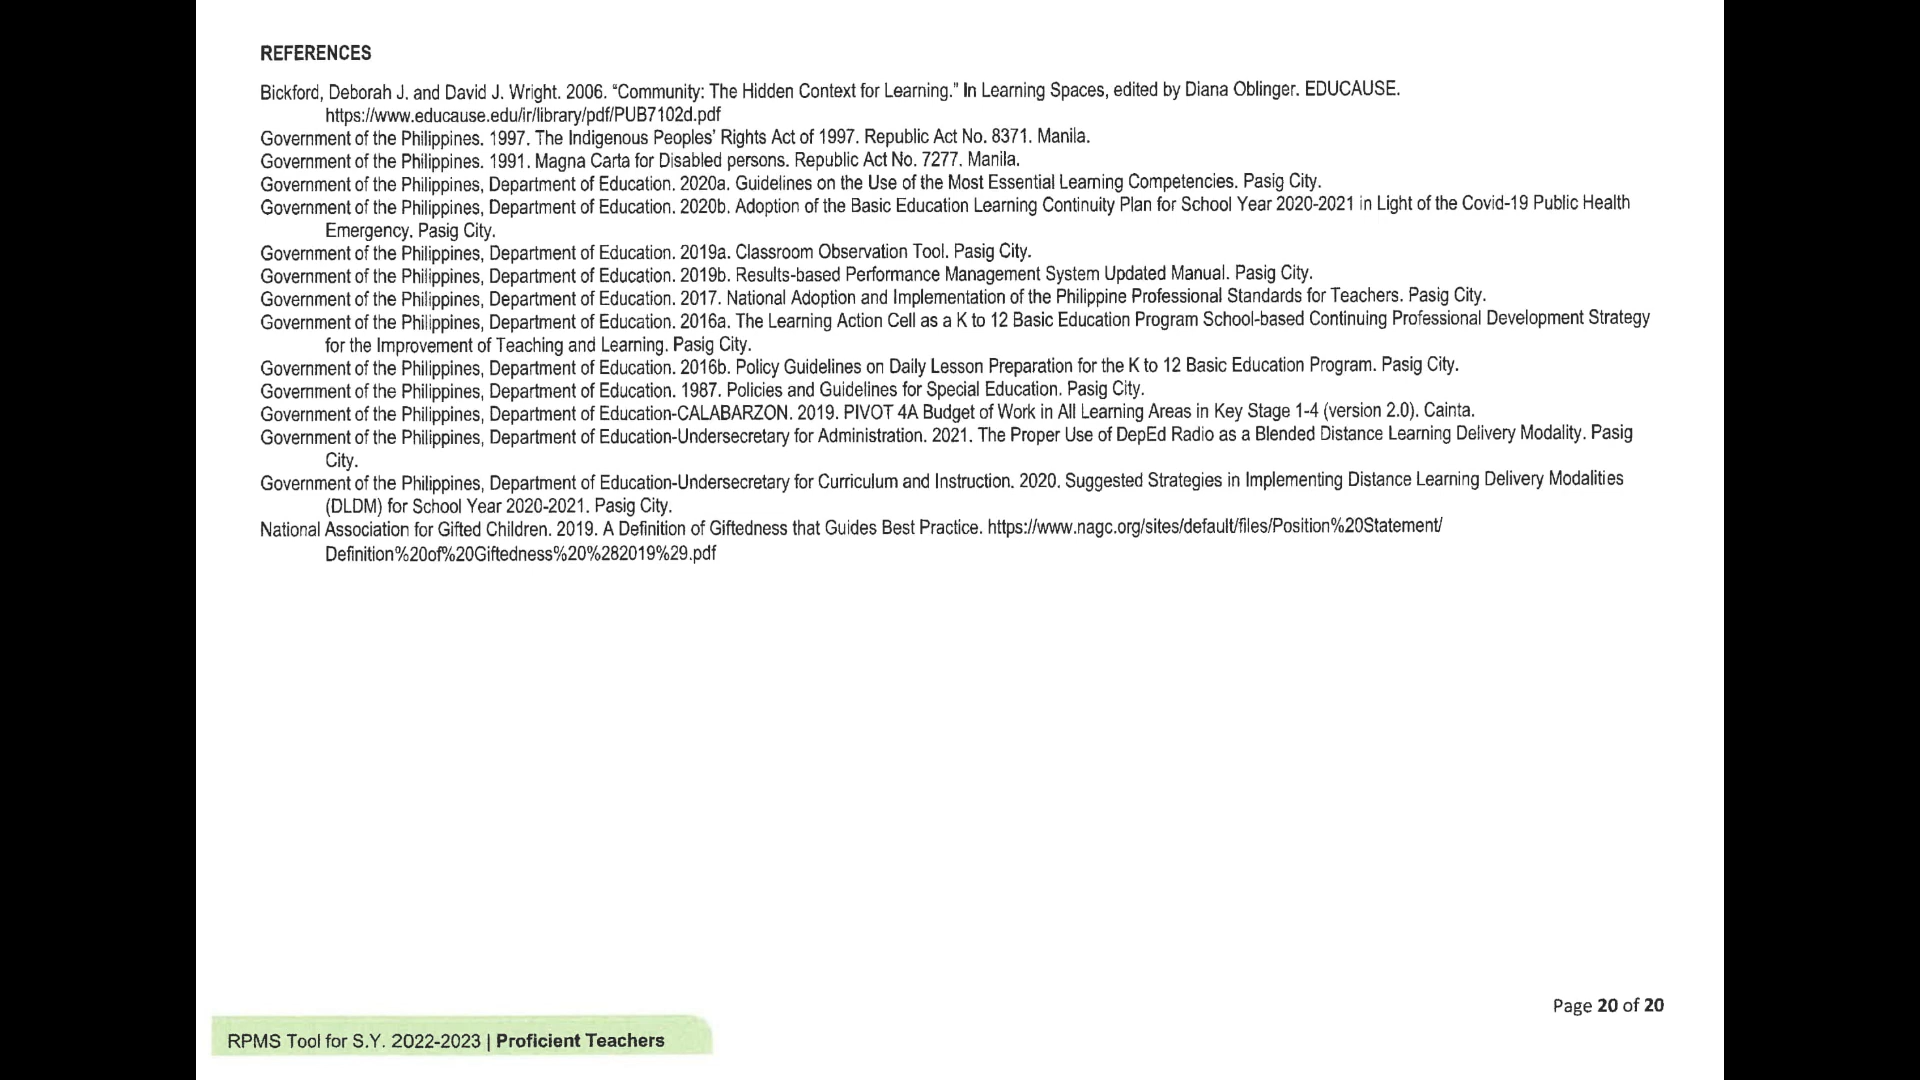 REFERENCES
Bickford, Deborah J. and David J. Wright. 2006. “Community: The Hidden Context for Learning.” In Learning Spaces, edited by Diana Oblinger. EDUCAUSE.
https://www.educause.edu/ir/library/pdf/PUB7102d.pdf
Government of the Philippines. 1997. The Indigenous Peoples’ Rights Act of 1997. Republic Act No. 8371. Manila.
Government of the Philippines. 1991. Magna Carta for Disabled persons. Republic Act No. 7277. Manila.
Government of the Philippines, Department of Education. 2020a. Guidelines on the Use of the Most Essential Learning Competencies. Pasig City.
Government of the Philippines, Department of Education. 2020b. Adoption of the Basic Education Learning Continuity Plan for School Year 2020-2021 in Light of the Covid-19 Public Health
Emergency. Pasig City.
Government of the Philippines, Department of Education. 2019a. Classroom Observation Tool. Pasig City.
Government of the Philippines, Department of Education. 2019b. Results-based Performance Management System Updated Manual. Pasig City.
Government of the Philippines, Department of Education. 2017. National Adoption and Implementation of the Philippine Professional Standards for Teachers. Pasig City.
Government of the Philippines, Department of Education. 2016a. The Learning Action Cell as a K to 12 Basic Education Program School-based Continuing Professional Development Strategy
for the Improvement of Teaching and Learning. Pasig City.
Government of the Philippines, Department of Education. 2016b. Policy Guidelines on Daily Lesson Preparation for the K to 12 Basic Education Program. Pasig City.
Government of the Philippines, Department of Education. 1987. Policies and Guidelines for Special Education. Pasig City.
Government of the Philippines, Department of Education-CALABARZON. 2019. PIVOT 4A Budget of Work in All Learning Areas in Key Stage 1-4 (version 2.0). Cainta.
Government of the Philippines, Department of Education-Undersecretary for Administration. 2021. The Proper Use of DepEd Radio as a Blended Distance Learning Delivery Modality. Pasig
City.
Government of the Philippines, Department of Education-Undersecretary for Curriculum and Instruction. 2020. Suggested Strategies in Implementing Distance Learning Delivery Modalities
(DLDM) for School Year 2020-2021. Pasig City.
National Association for Gifted Children. 2019. A Definition of Giftedness that Guides Best Practice. https://www.nagc.org/sites/default/files/Position%20Statement/
Definition%20of%20Giftedness%20%282019%29.pdf
Page 20 of 20
RPMS Tool for S.Y. 2022-2023 | Proficient Teachers